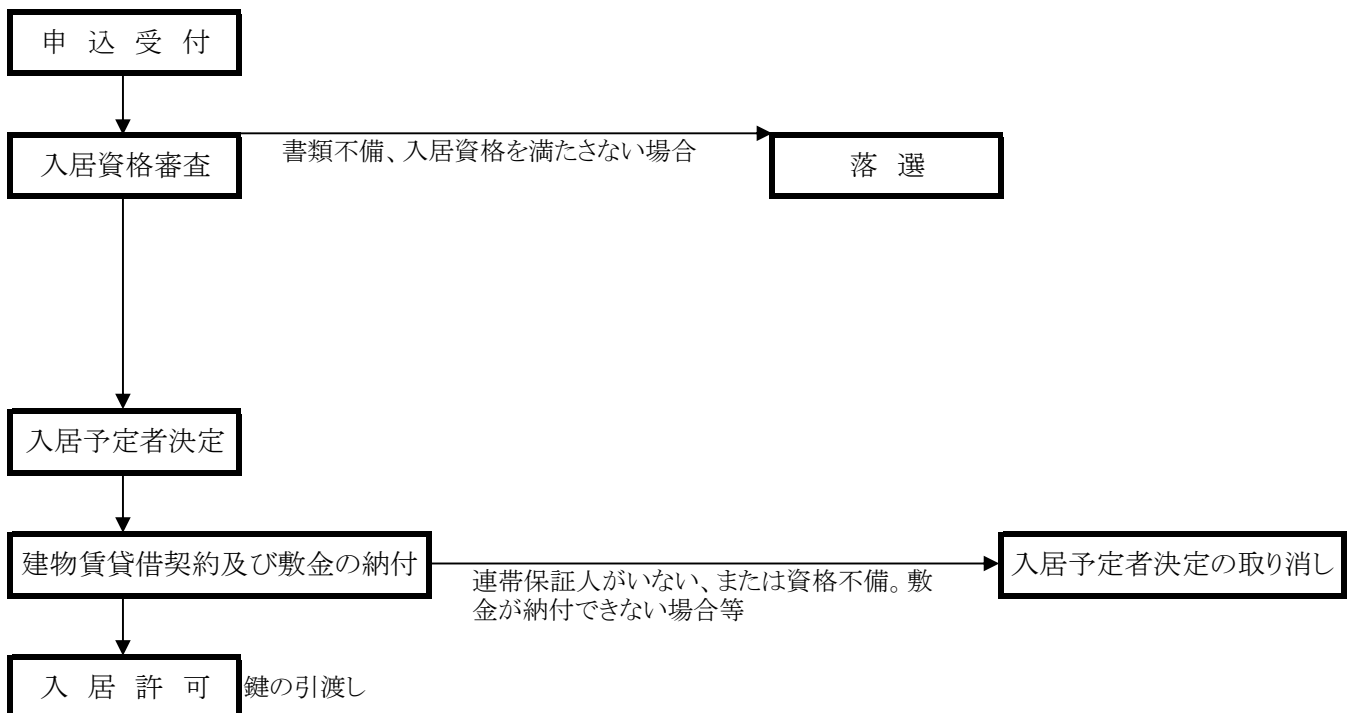 申 込 受 付
入居資格審査
書類不備、入居資格を満たさない場合
落 選
入居予定者決定
建物賃貸借契約及び敷金の納付
連帯保証人がいない、または資格不備。敷
金が納付できない場合等
入居予定者決定の取り消し
入 居 許 可
鍵の引渡し